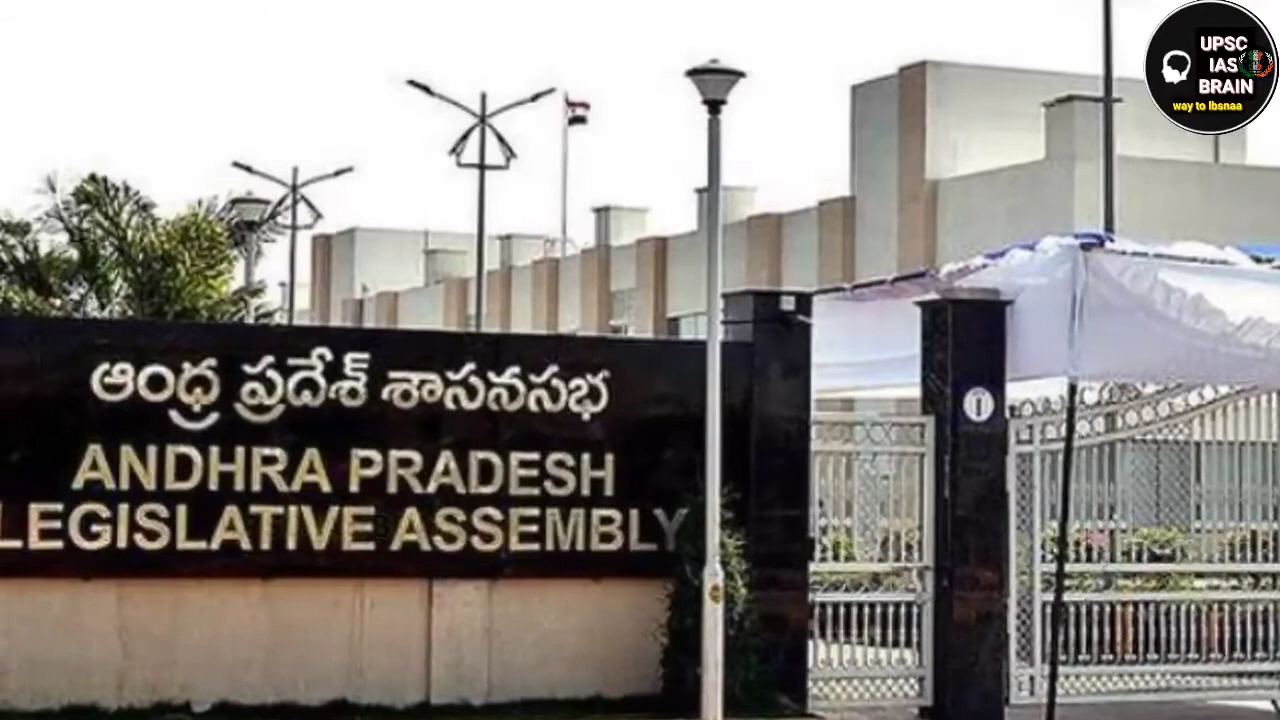 ఆంధ్ర ప్రదేశ్ శాసనసభ
ANDHRA PRADESH
LEGISLATIVE ASSEMBLY
UPSC
IAS
BRAIN
way to lbsnaa